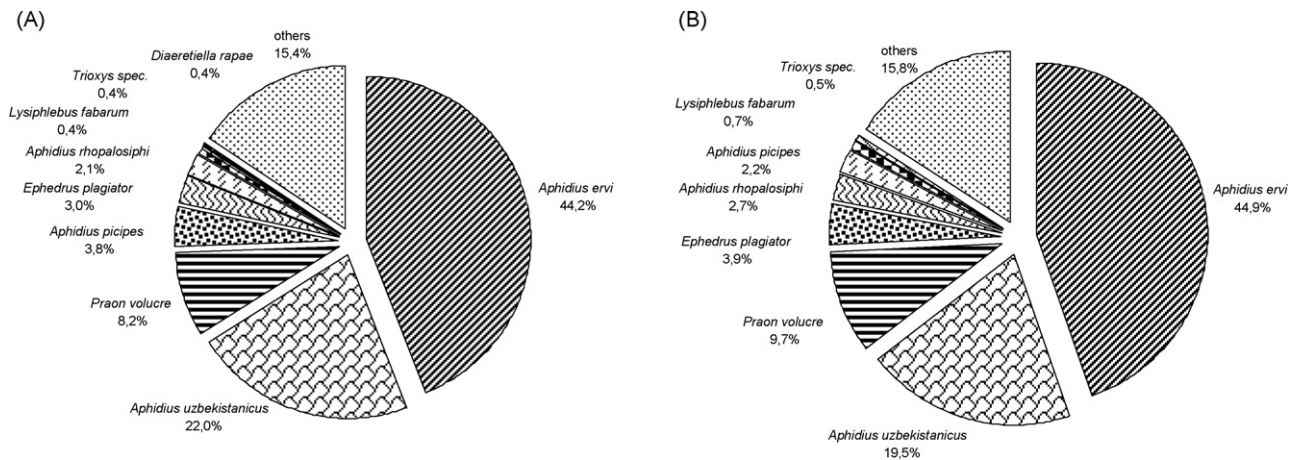 (A)
others
15,4%
Diaeretiella rapae
0,4%
Trioxys spec.
0,4%
Lysiphlebus fabarum
0,4%
Aphidius rhopalosiphi
2,1%
Ephedrus plagiator
3,0%
Aphidius picipes
3,8%
Praon volucre
8,2%
Aphidius uzbekistanicus
22,0%
Aphidius ervi
44,2%
(B)
others
15,8%
Trioxys spec.
0,5%
Lysiphlebus fabarum
0,7%
Aphidius picipes
2,2%
Aphidius rhopalosiphi
2,7%
Ephedrus plagiator
3,9%
Praon volucre
9,7%
Aphidius uzbekistanicus
19,5%
Aphidius ervi
44,9%